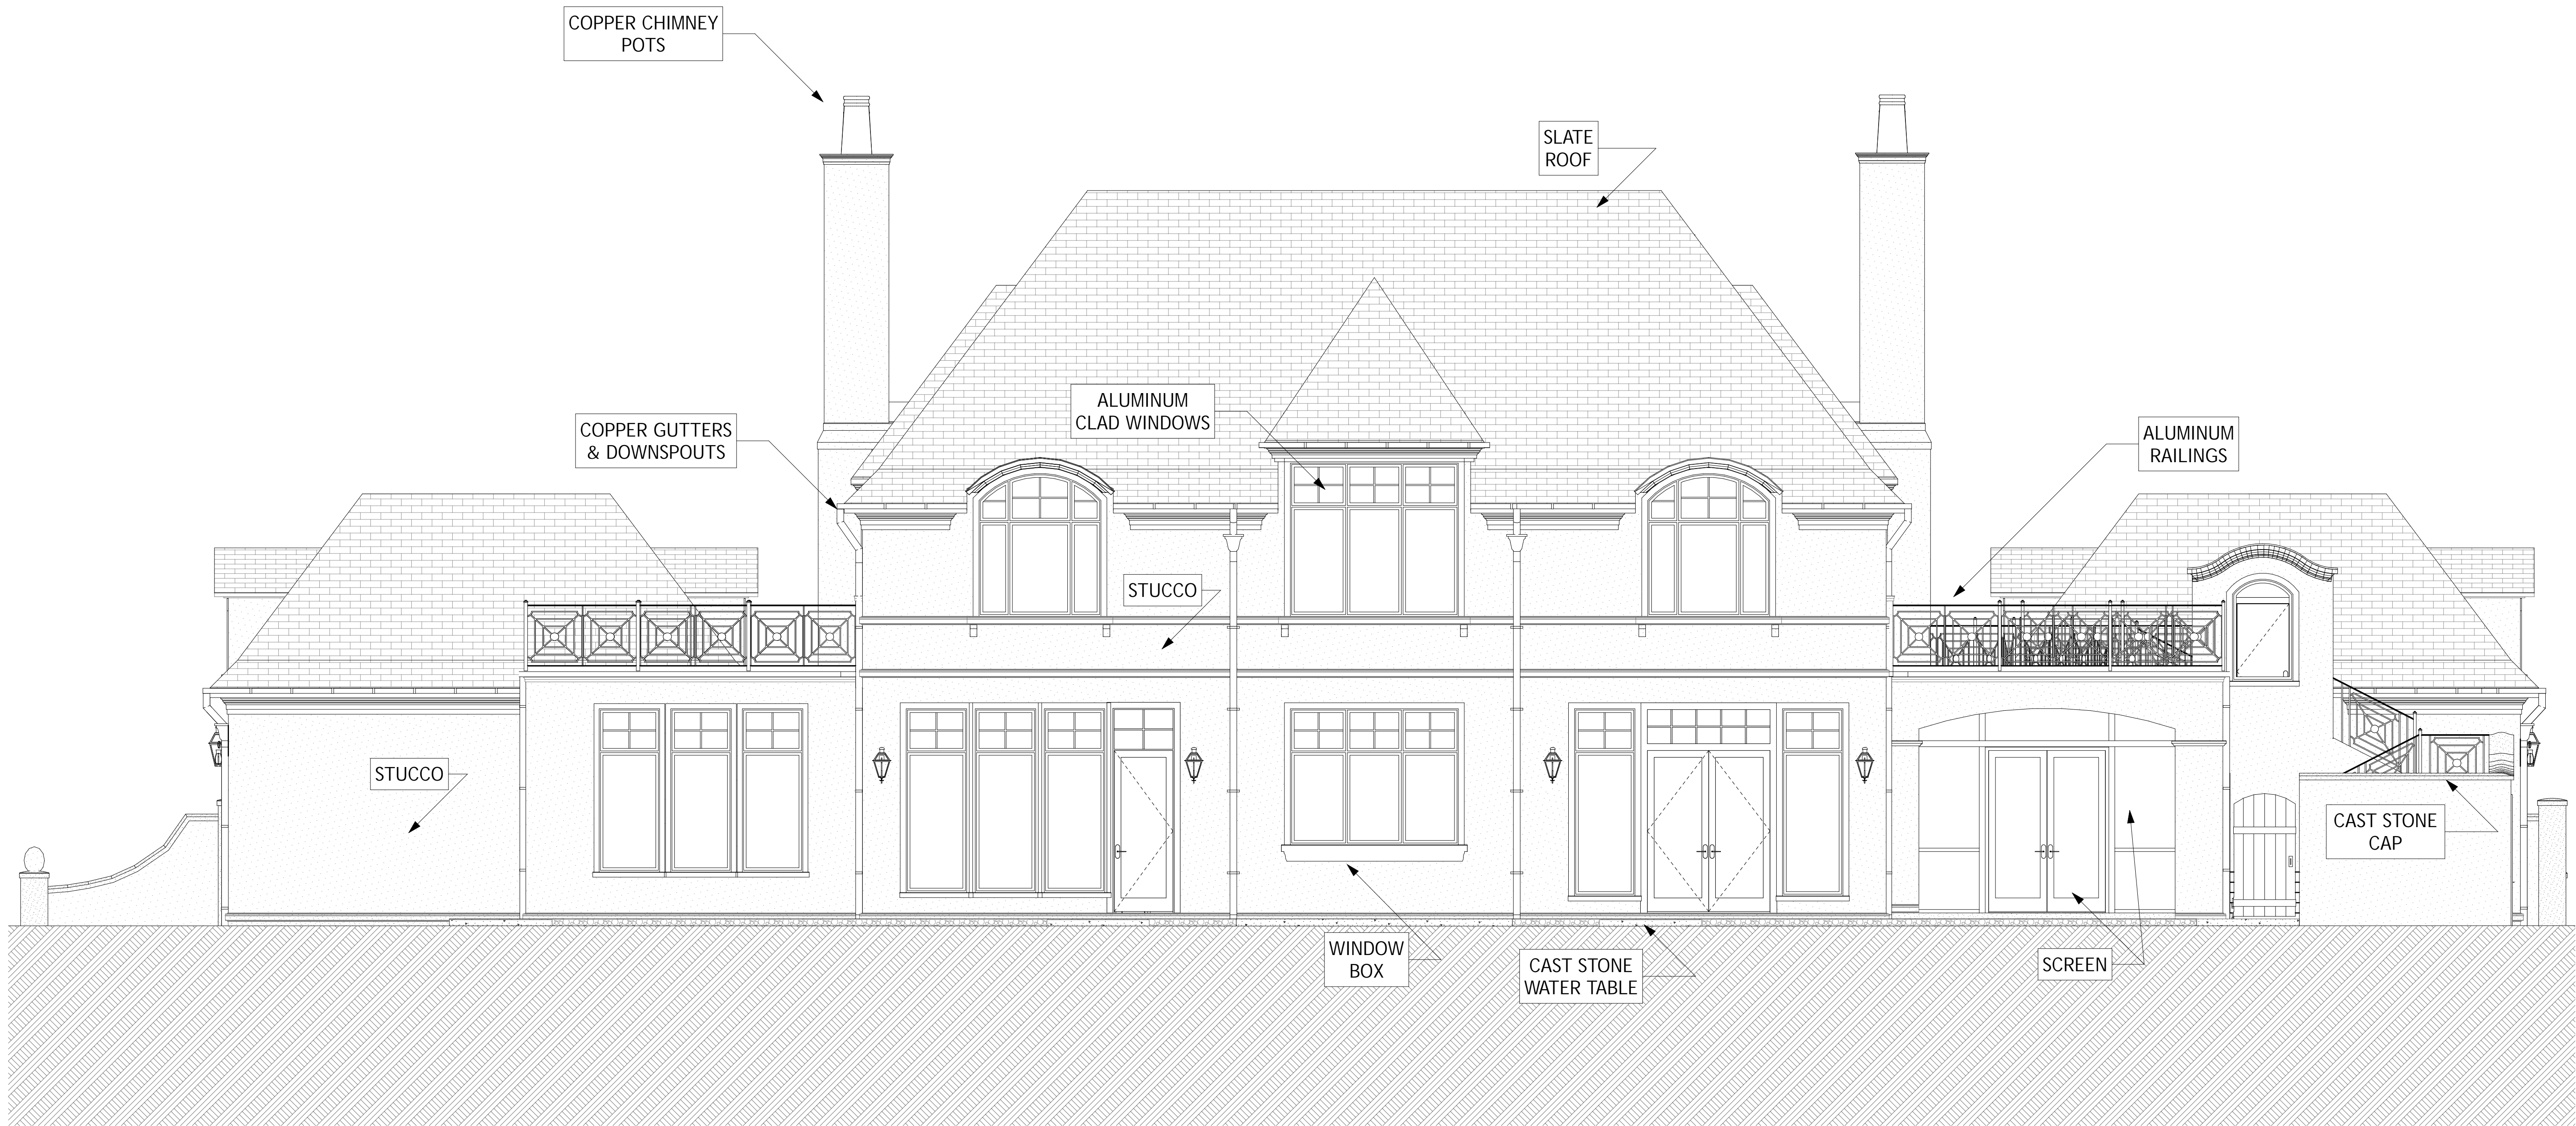 COPPER CHIMNEY
POTS
SLATE
ROOF
ALUMINUM
CLAD WINDOWS
COPPER GUTTERS
& DOWNSPOUTS
ALUMINUM
RAILINGS
STUCCO
STUCCO
CAST STONE
CAP
WINDOW
BOX
CAST STONE
WATER TABLE
SCREEN